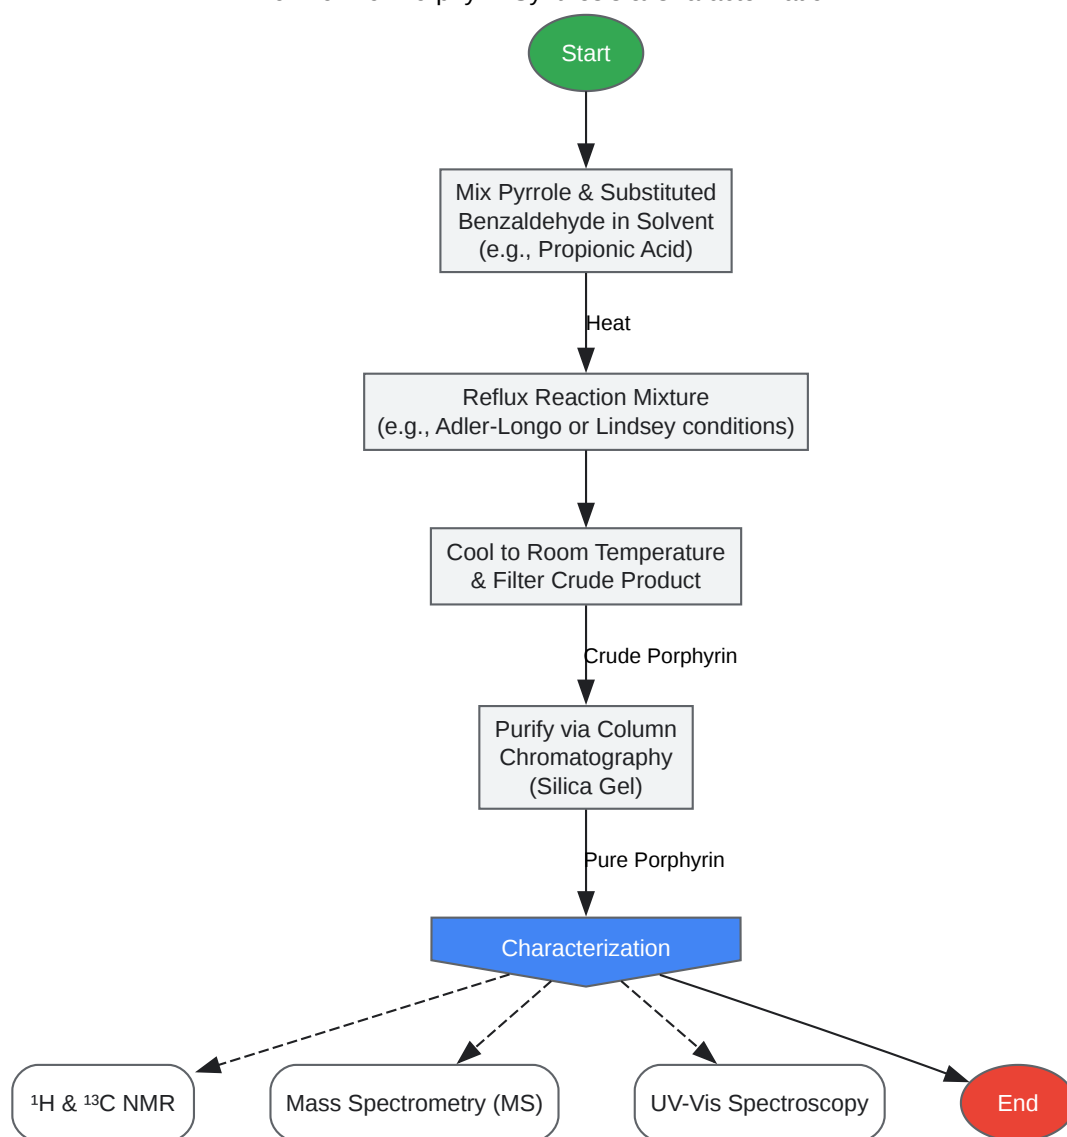 Start
Mix Pyrrole & Substituted
Benzaldehyde in Solvent
(e.g., Propionic Acid)
Heat
Reflux Reaction Mixture
(e.g., Adler-Longo or Lindsey conditions)
Cool to Room Temperature
& Filter Crude Product
Crude Porphyrin
Purify via Column
Chromatography
(Silica Gel)
Pure Porphyrin
Characterization
¹H & ¹³C NMR
Mass Spectrometry (MS)
UV-Vis Spectroscopy
End